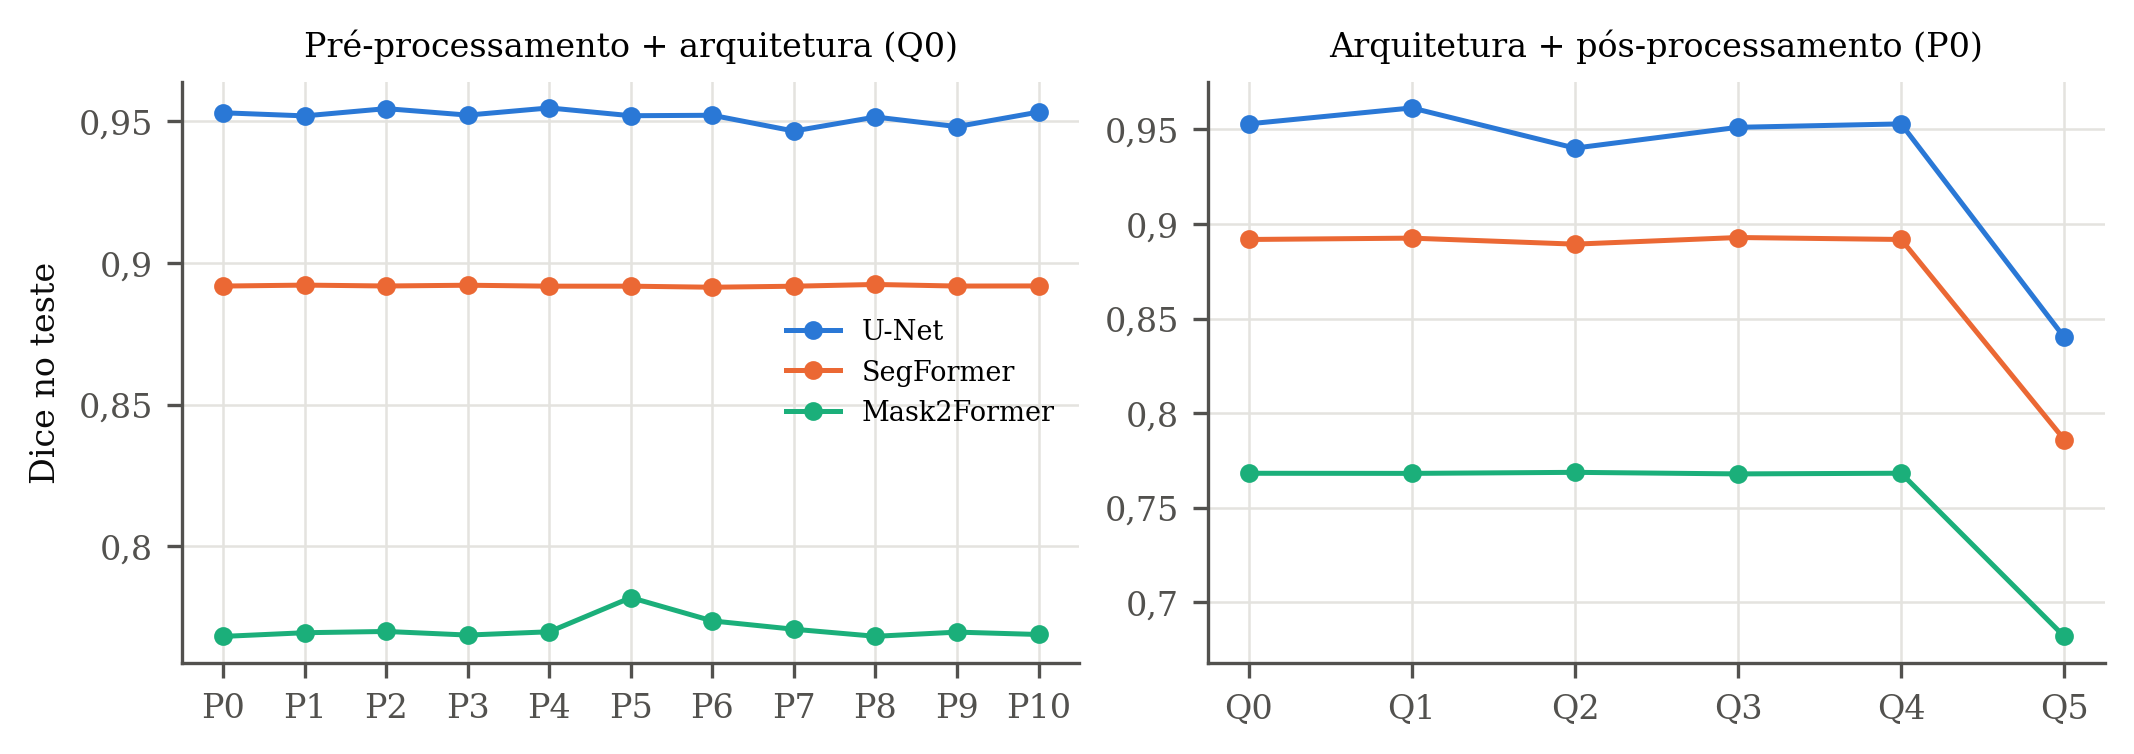 Pré-processamento + arquitetura (Q0)
Dice no teste
0,95
0,9
0,85
0,8
U-Net
SegFormer
Mask2Former
P0 P1 P2 P3 P4 P5 P6 P7 P8 P9 P10
Arquitetura + pós-processamento (P0)
0,95
0,9
0,85
0,8
0,75
0,7
Q0 Q1 Q2 Q3 Q4 Q5